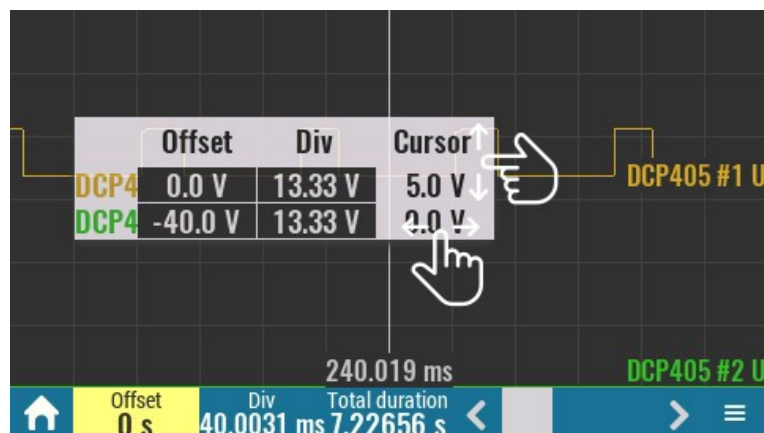 Offset Div Cursor
DCP4 0.0 V 13.33 V 5.0 V
DCP405 #1 U
DCP4 -40.0 V 13.33 V 0.0 V
240.019 ms
DCP405 #2 U
Offset Div Total duration
0 s 40.0031 ms 7.22656 s